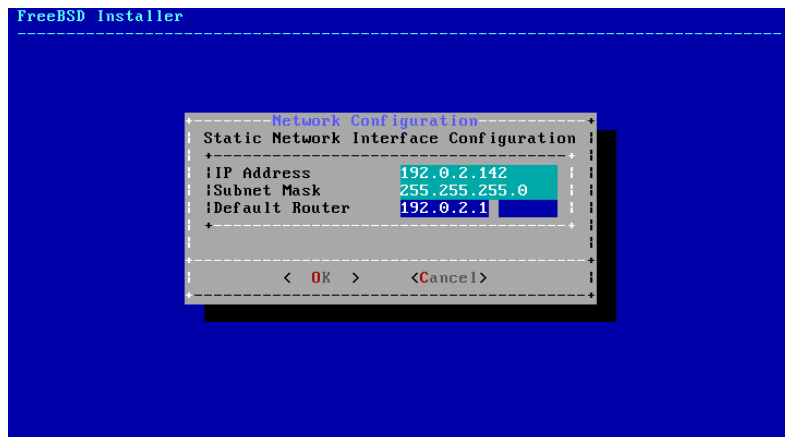 FreeBSD Installer
Network Configuration
Static Network Interface Configuration
IP Address 192.0.2.142
Subnet Mask 255.255.255.0
Default Router 192.0.2.1
< OK > <Cancel>